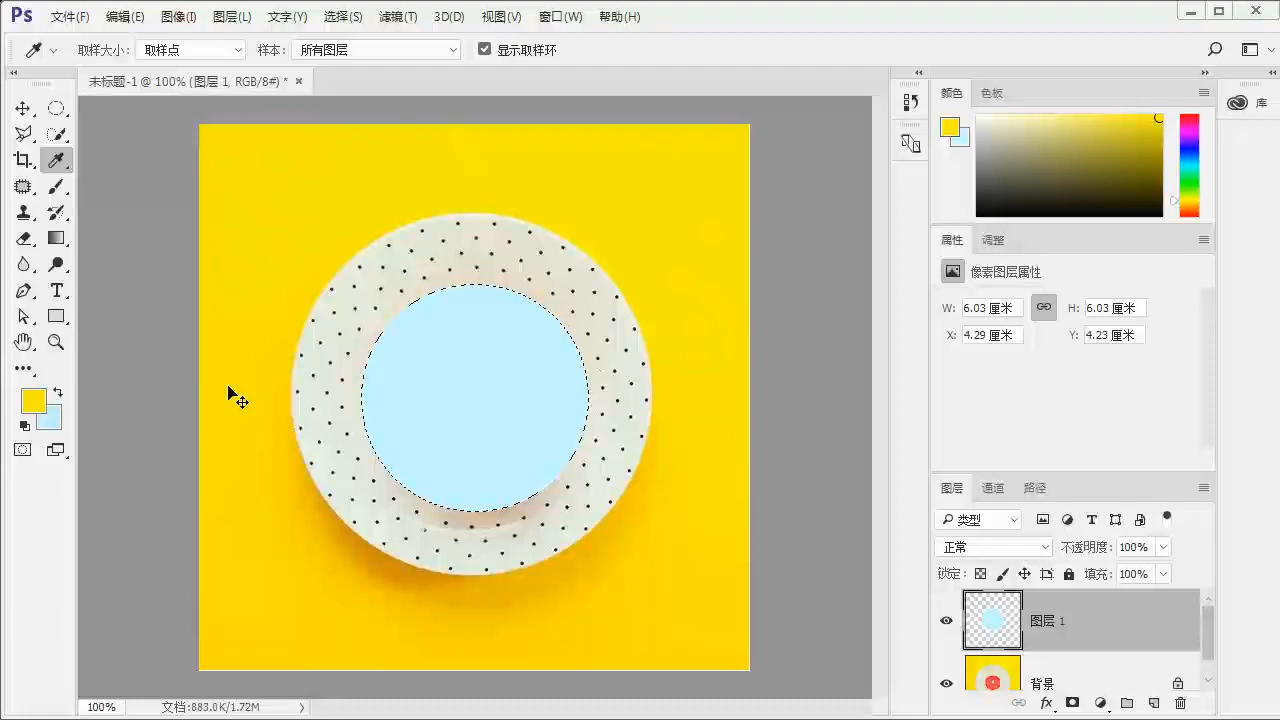 Ps 文件(F) 编辑(E) 图像(I) 图层(L) 文字(Y) 选择(S) 滤镜(T) 3D(D) 视图(V) 窗口(W) 帮助(H)
取样大小: 取样点 样本: 所有图层 显示取样环
未标题-1 @ 100% (图层 1, RGB/8#) *
颜色 色板
库
属性 调整
像素图层属性
W: 6.03 厘米 H: 6.03 厘米
X: 4.29 厘米 Y: 4.23 厘米
图层 通道 路径
类型
正常 不透明度: 100%
锁定: 填充: 100%
图层 1
背景
fx
100% 文档:883.0K/1.72M